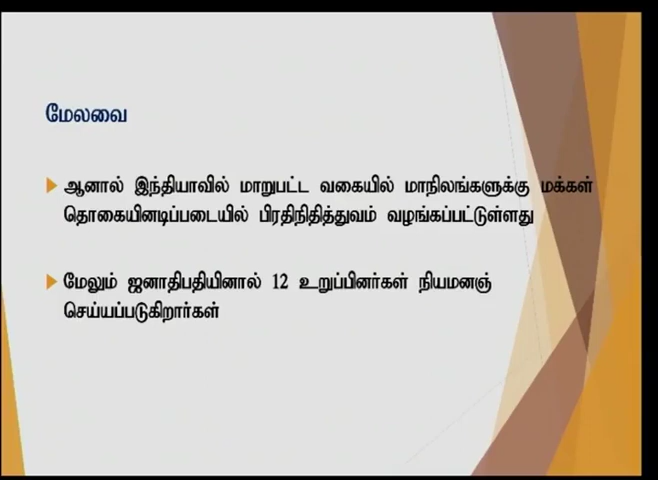 மேலவை
ஆனால் இந்தியாவில் மாறுபட்ட வகையில் மாநிலங்களுக்கு மக்கள்
தொகையினடிப்படையில் பிரதிநிதித்துவம் வழங்கப்பட்டுள்ளது
மேலும் ஜனாதிபதியினால் 12 உறுப்பினர்கள் நியமனஞ்
செய்யப்படுகிறார்கள்